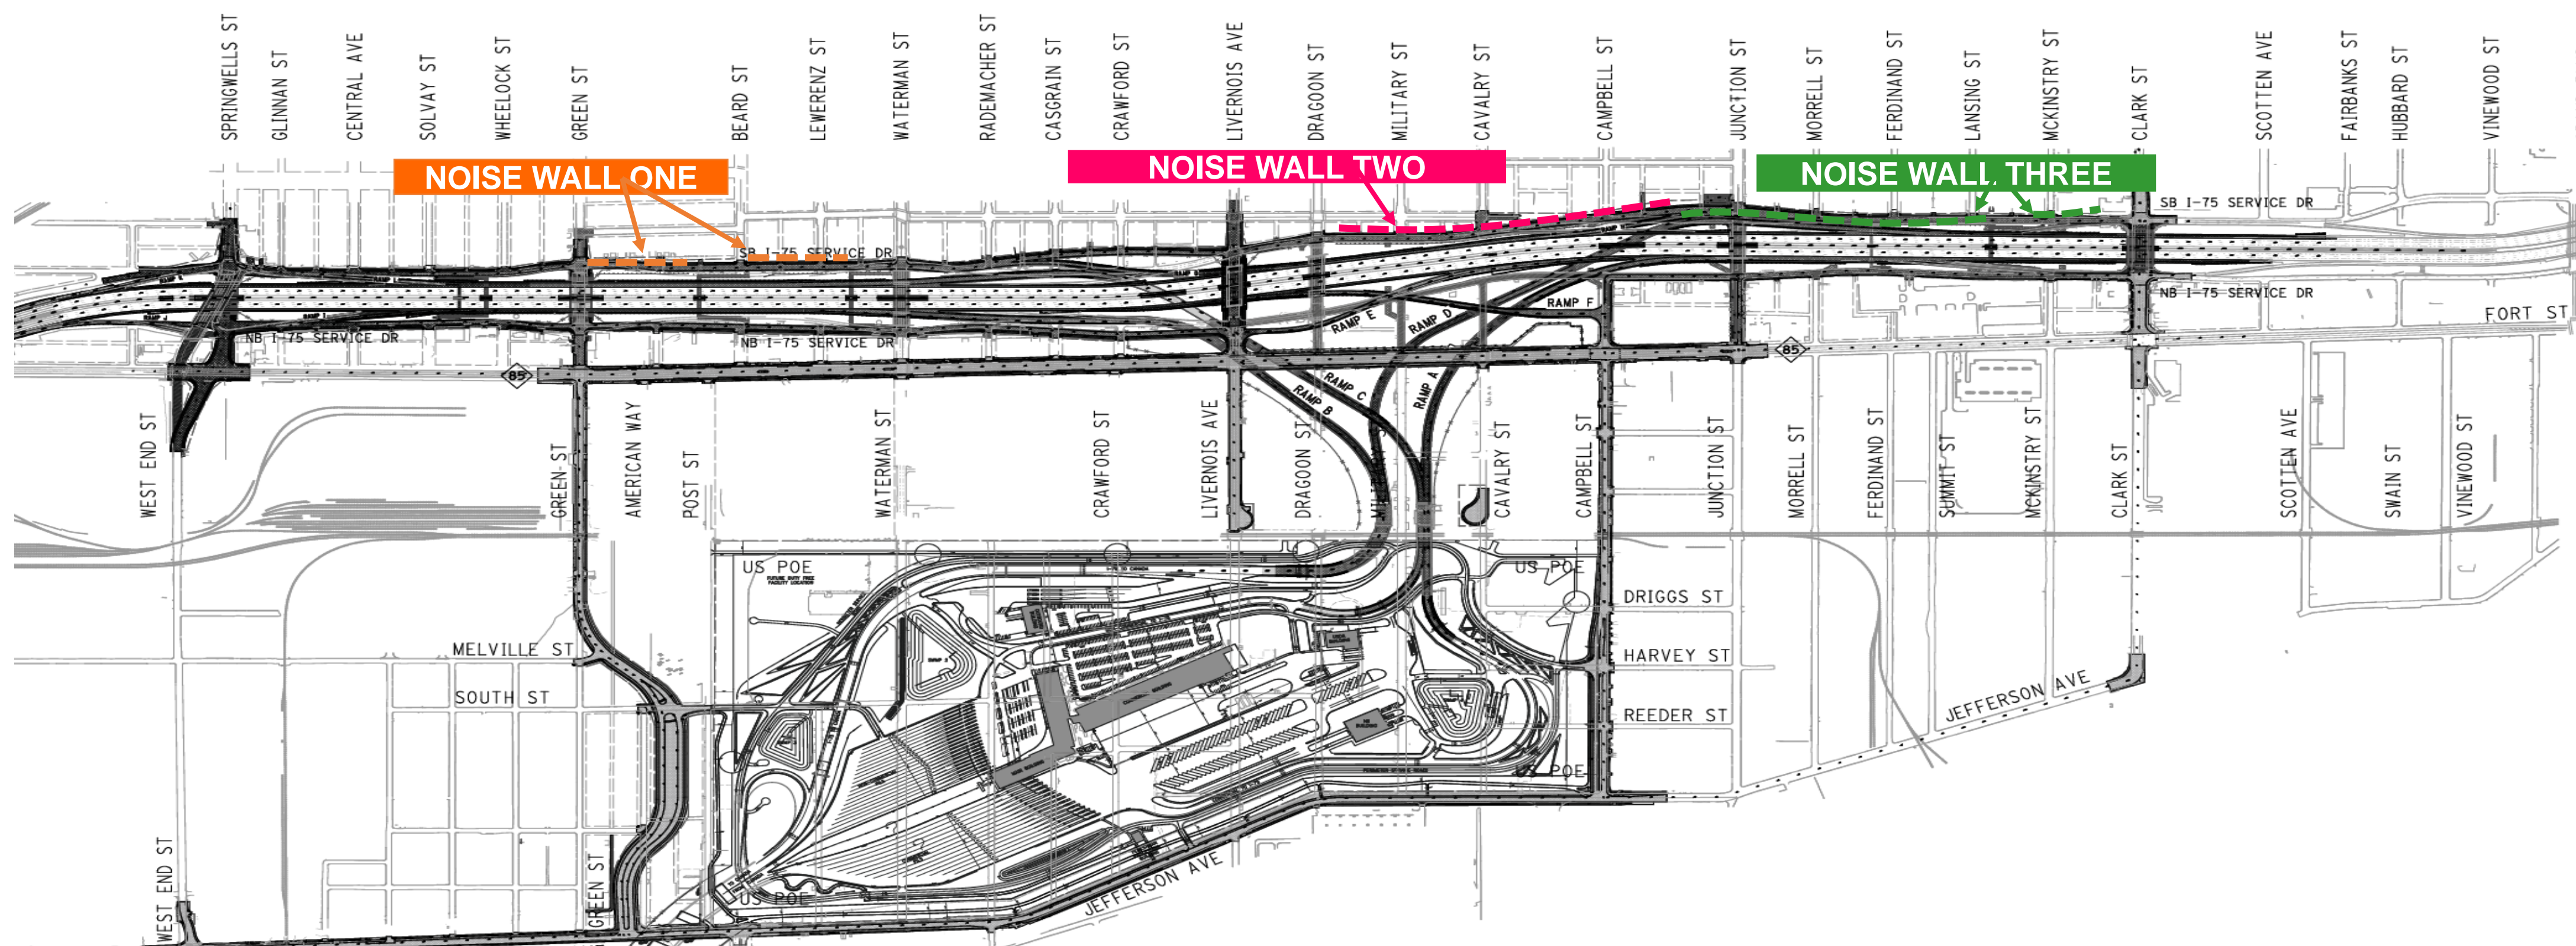 SPRINGWELLS ST
GLINNAN ST
CENTRAL AVE
SOLVAY ST
WHEELOCK ST
GREEN ST
BEARD ST
LEWERENZ ST
WATERMAN ST
RADEMACHER ST
CASGRAIN ST
CRAWFORD ST
LIVERNOIS AVE
DRAGOON ST
MILITARY ST
CAVALRY ST
CAMPBELL ST
JUNCTION ST
MORRELL ST
FERDINAND ST
LANSING ST
MCKINSTRY ST
CLARK ST
SCOTTEN AVE
FAIRBANKS ST
HUBBARD ST
VINEWOOD ST
NOISE WALL ONE
NOISE WALL TWO
NOISE WALL THREE
SB I-75 SERVICE DR
SB I-75 SERVICE DR
NB I-75 SERVICE DR
NB I-75 SERVICE DR
NB I-75 SERVICE DR
RAMP F
RAMP E
RAMP D
FORT ST
85
85
RAMP C
RAMP B
RAMP A
WEST END ST
GREEN ST
AMERICAN WAY
POST ST
WATERMAN ST
CRAWFORD ST
LIVERNOIS AVE
DRAGOON ST
CAVALRY ST
CAMPBELL ST
JUNCTION ST
MORRELL ST
FERDINAND ST
SUMMIT ST
MCKINSTRY ST
CLARK ST
SCOTTEN AVE
SWAIN ST
VINEWOOD ST
US POE
FUTURE DUTY FREE
FACILITY LOCATION
US POE
DRIGGS ST
MELVILLE ST
HARVEY ST
SOUTH ST
REEDER ST
JEFFERSON AVE
US POE
US POE
JEFFERSON AVE
WEST END ST
GREEN ST